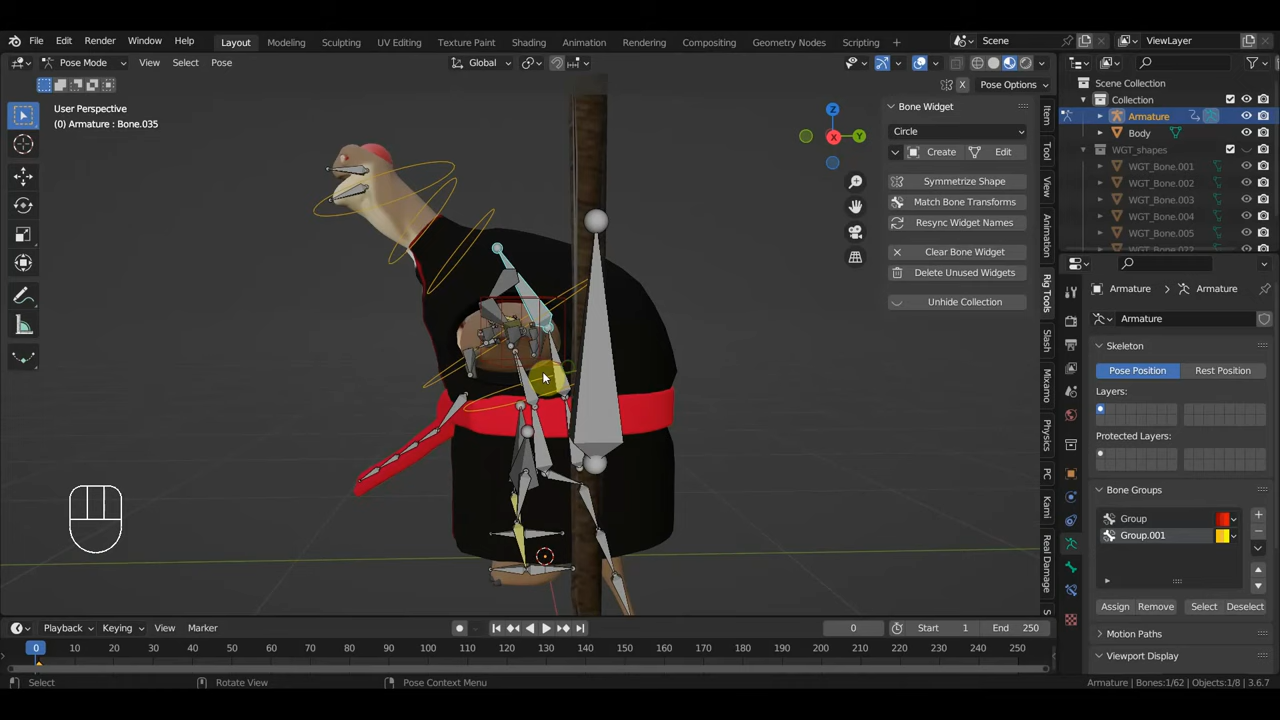 File Edit Render Window Help Layout Modeling Sculpting UV Editing Texture Paint Shading Animation Rendering Compositing Geometry Nodes Scripting + Scene ViewLayer
Pose Mode View Select Pose Global
X Pose Options
User Perspective
(0) Armature : Bone.035
Z
Y
X
Bone Widget
Circle
Create Edit
Symmetrize Shape
Match Bone Transforms
Resync Widget Names
Clear Bone Widget
Delete Unused Widgets
Unhide Collection
Item
Tool
View
Animation
Rig Tools
Slash
Mixamo
Physics
PC
Kami
Real Damage
S
Scene Collection
Collection
Armature
Body
WGT_shapes
WGT_Bone.001
WGT_Bone.002
WGT_Bone.003
WGT_Bone.004
WGT_Bone.005
Armature Armature
Armature
Skeleton
Pose Position Rest Position
Layers:
Protected Layers:
Bone Groups
Group
Group.001
Assign Remove Select Deselect
Motion Paths
Viewport Display
Playback Keying View Marker 0 Start 1 End 250
0 10 20 30 40 50 60 70 80 90 100 110 120 130 140 150 160 170 180 190 200 210 220 230 240 250
Select Rotate View Pose Context Menu Armature | Bones:1/62 | Objects:1/8 | 3.6.7